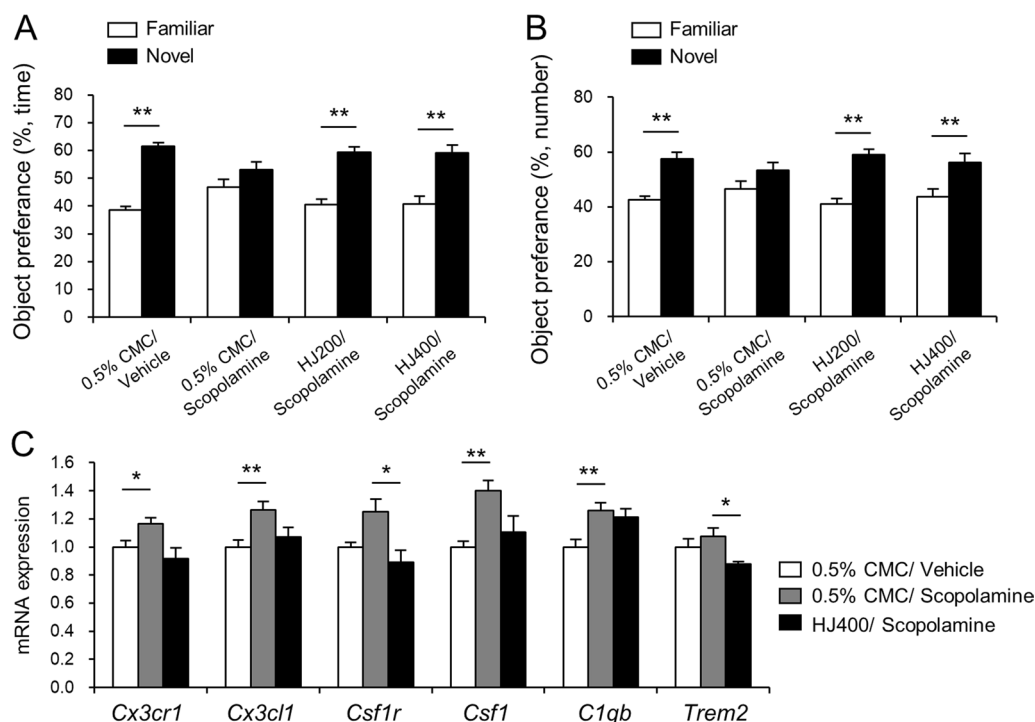 A
Familiar
Novel
Object preferance (%, time)
80
70
60
50
40
30
20
10
0
**
**
**
0.5% CMC/
Vehicle
0.5% CMC/
Scopolamine
HJ200/
Scopolamine
HJ400/
Scopolamine
B
Familiar
Novel
Object preferance (%, number)
80
60
40
20
0
**
**
**
0.5% CMC/
Vehicle
0.5% CMC/
Scopolamine
HJ200/
Scopolamine
HJ400/
Scopolamine
C
mRNA expression
1.6
1.4
1.2
1.0
0.8
0.6
0.4
0.2
0.0
*
**
*
**
**
*
Cx3cr1
Cx3cl1
Csf1r
Csf1
C1qb
Trem2
0.5% CMC/ Vehicle
0.5% CMC/ Scopolamine
HJ400/ Scopolamine